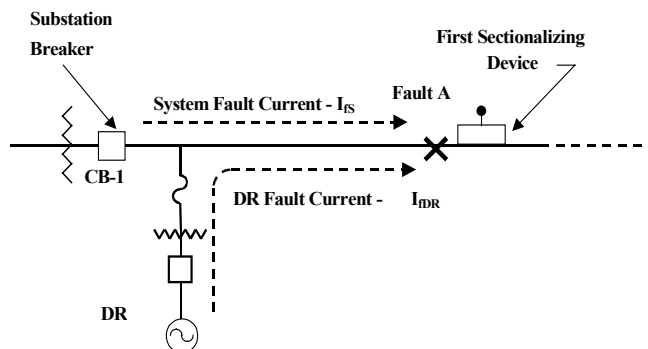 Substation
Breaker
First Sectionalizing
Device
Fault A
System Fault Current - IfS
CB-1
DR Fault Current - IfDR
DR